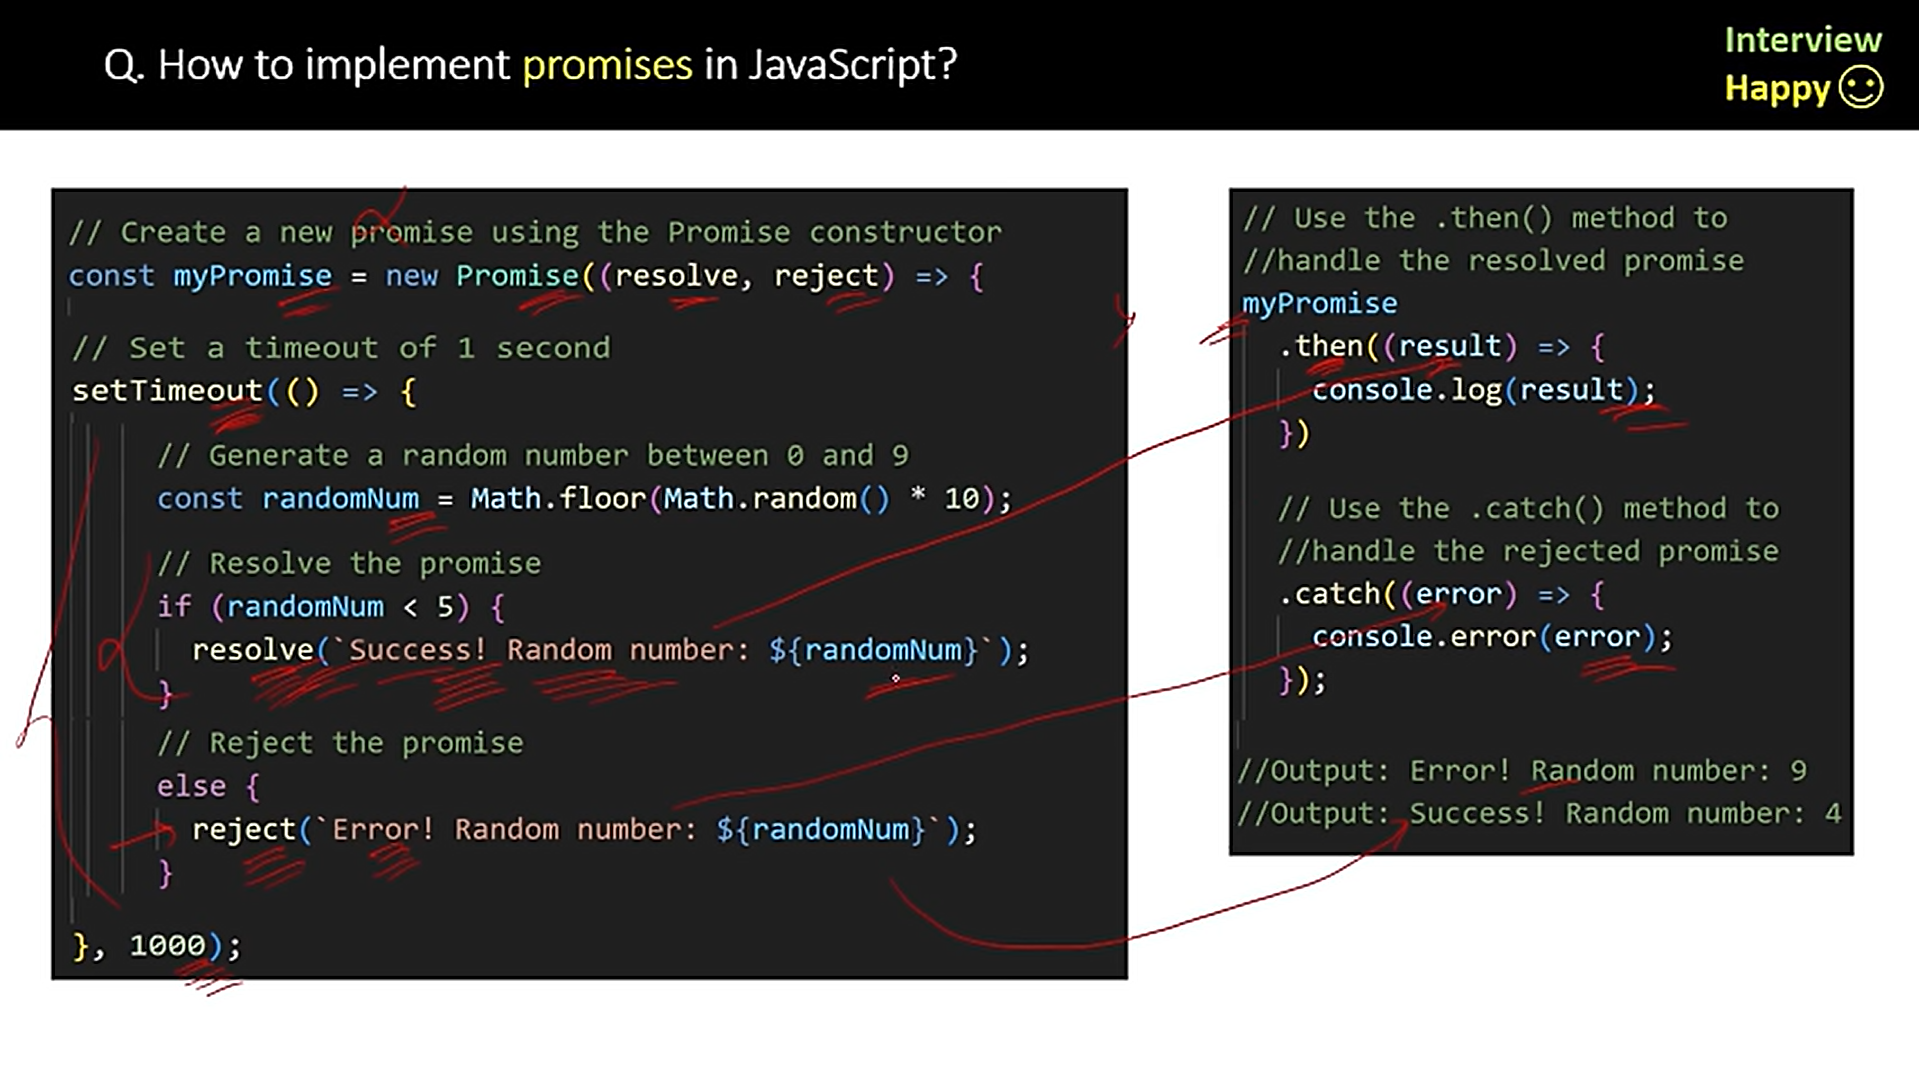 Q. How to implement promises in JavaScript?
Interview
Happy
// Create a new promise using the Promise constructor
const myPromise = new Promise((resolve, reject) => {
// Set a timeout of 1 second
setTimeout(() => {
// Generate a random number between 0 and 9
const randomNum = Math.floor(Math.random() * 10);
// Resolve the promise
if (randomNum < 5) {
resolve(`Success! Random number: ${randomNum}`);
}
// Reject the promise
else {
reject(`Error! Random number: ${randomNum}`);
}
}, 1000);
// Use the .then() method to
//handle the resolved promise
myPromise
.then((result) => {
console.log(result);
})
// Use the .catch() method to
//handle the rejected promise
.catch((error) => {
console.error(error);
});
//Output: Error! Random number: 9
//Output: Success! Random number: 4